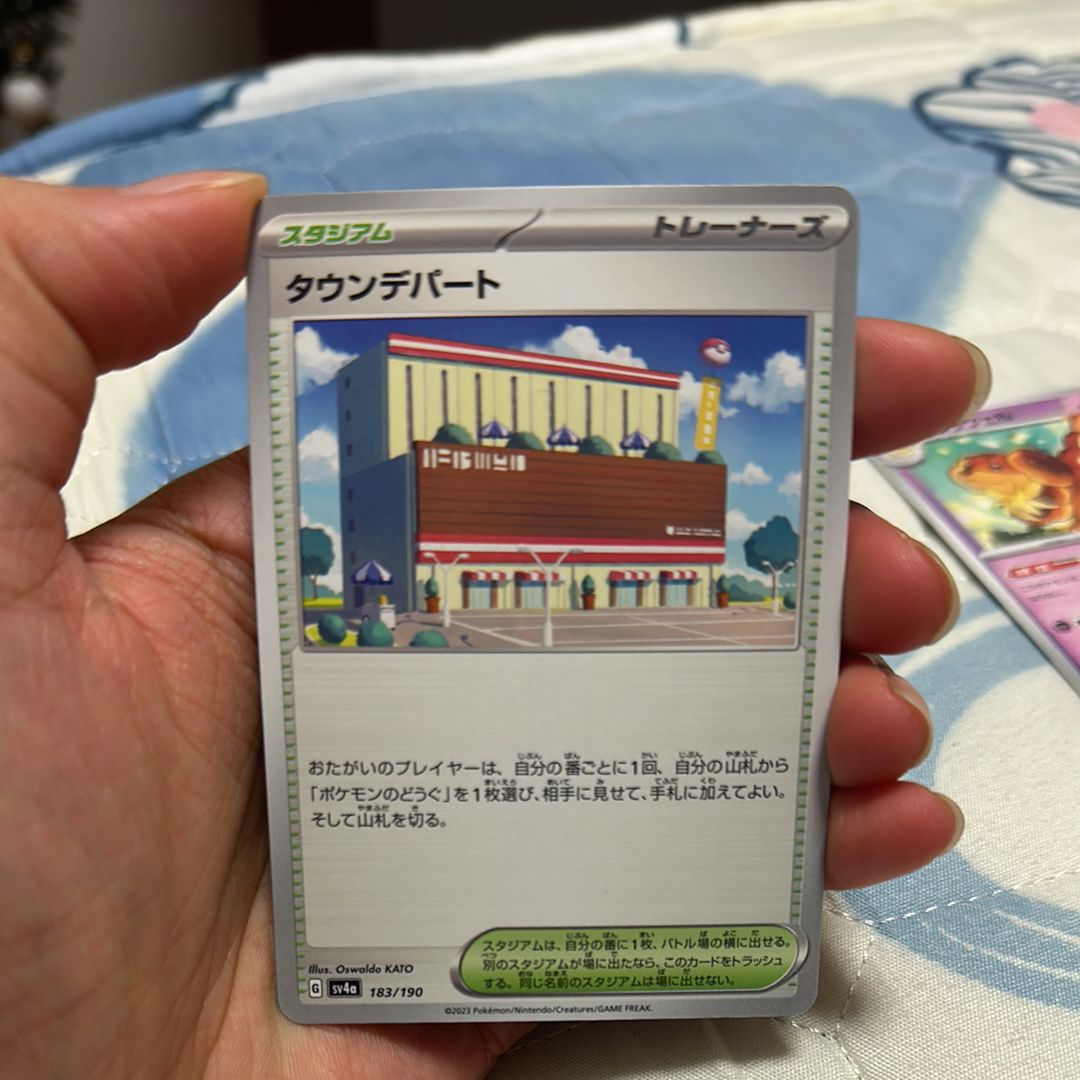 スタジアム
トレーナーズ
タウンデパート
おたがいのプレイヤーは、自分の番ごとに1回、自分の山札から
「ポケモンのどうぐ」を1枚選び、相手に見せて、手札に加えてよい。
そして山札を切る。
スタジアムは、自分の番に1枚、バトル場の横に出せる。
別のスタジアムが場に出たなら、このカードをトラッシュ
する。同じ名前のスタジアムは場に出せない。
Illus. Oswaldo KATO
G sv4a 183/190
©2023 Pokémon/Nintendo/Creatures/GAME FREAK.